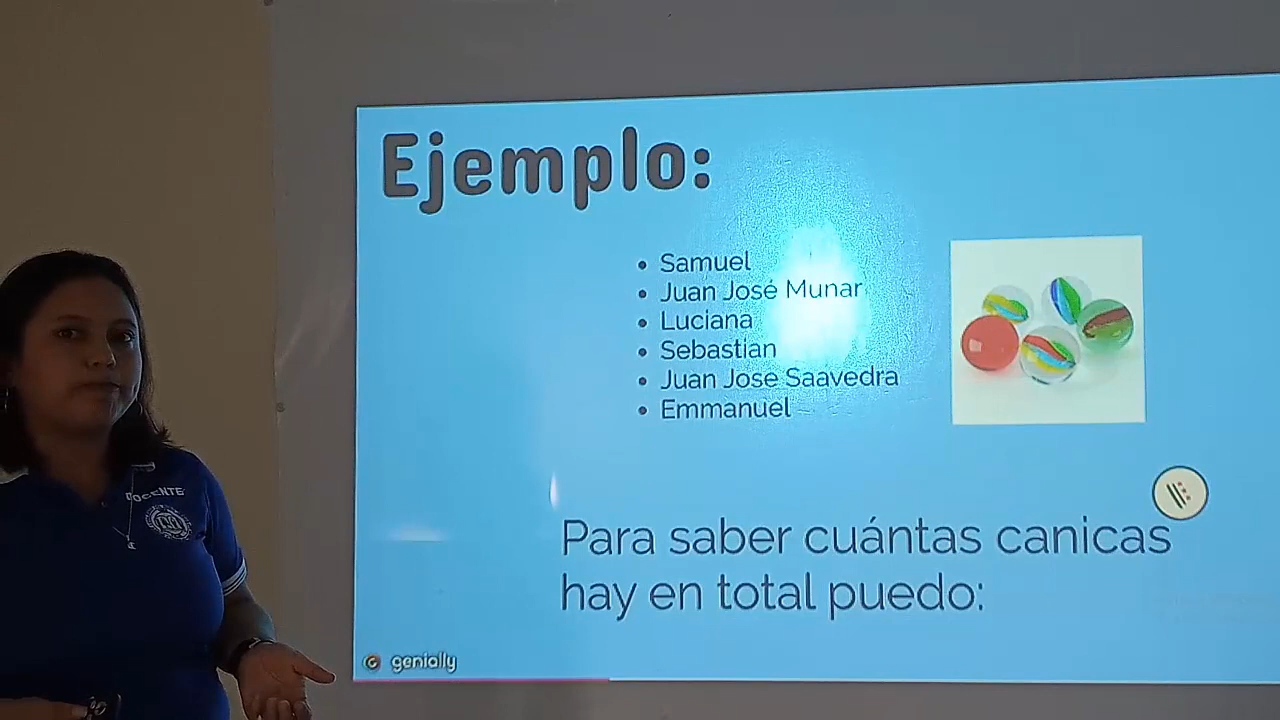 Ejemplo:
• Samuel
• Juan José Munar
• Luciana
• Sebastian
• Juan Jose Saavedra
• Emmanuel
Para saber cuántas canicas
hay en total puedo:
genially
DOCENTE